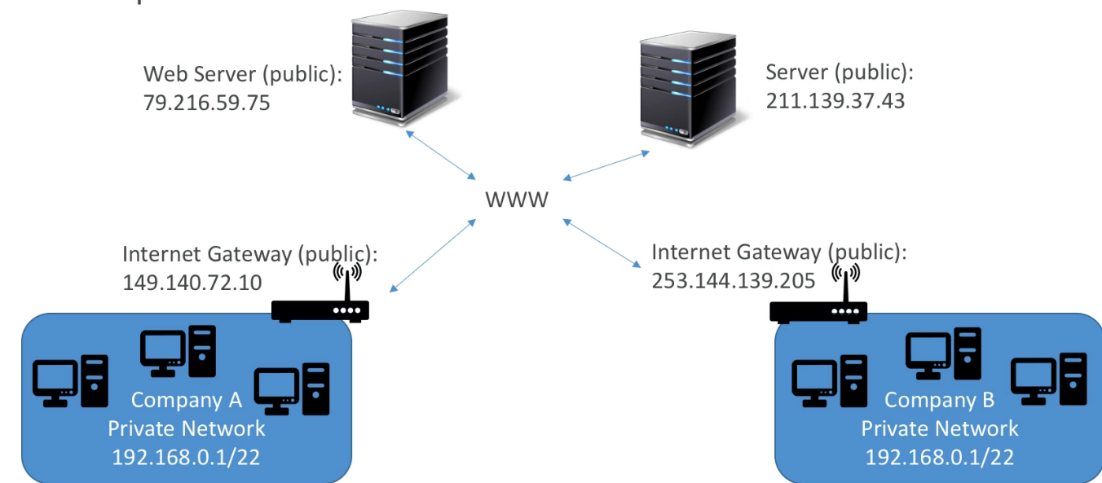 Web Server (public):
79.216.59.75
Server (public):
211.139.37.43
WWW
Internet Gateway (public):
149.140.72.10
Internet Gateway (public):
253.144.139.205
Company A
Private Network
192.168.0.1/22
Company B
Private Network
192.168.0.1/22